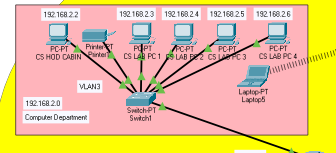 192.168.2.2
192.168.2.3
192.168.2.4
192.168.2.5
192.168.2.6
PC-PT
CS HOD CABIN
Printer-PT
Printer
PC-PT
CS LAB PC 1
PC-PT
CS LAB PC 2
PC-PT
CS LAB PC 3
PC-PT
CS LAB PC 4
Laptop-PT
Laptop5
VLAN3
192.168.2.0
Computer Department
Switch-PT
Switch1